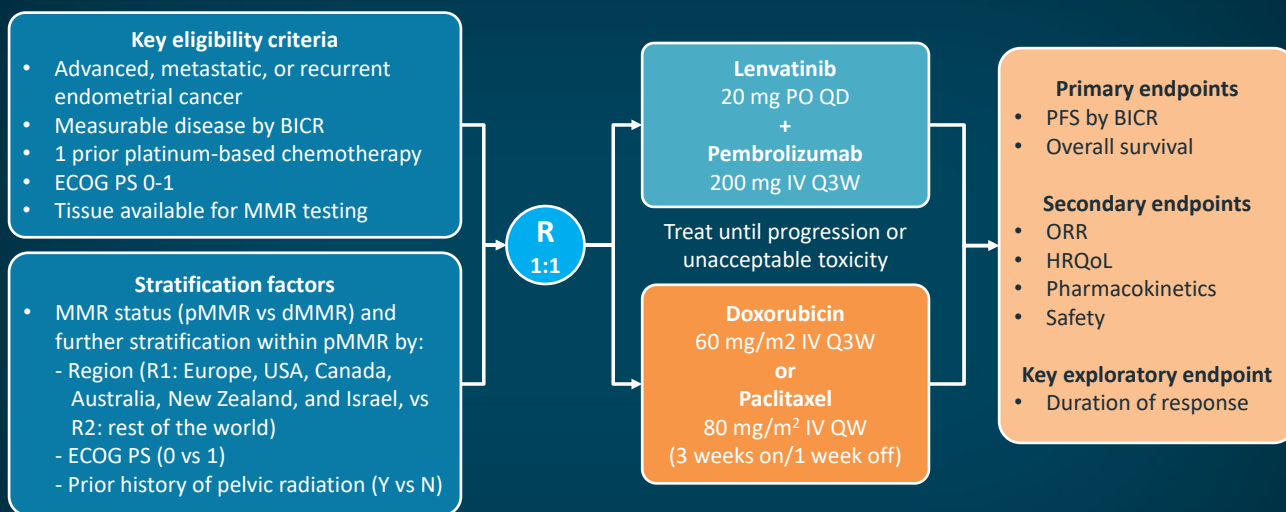 Key eligibility criteria
• Advanced, metastatic, or recurrent
endometrial cancer
• Measurable disease by BICR
• 1 prior platinum-based chemotherapy
• ECOG PS 0-1
• Tissue available for MMR testing
Stratification factors
• MMR status (pMMR vs dMMR) and
further stratification within pMMR by:
- Region (R1: Europe, USA, Canada,
Australia, New Zealand, and Israel, vs
R2: rest of the world)
- ECOG PS (0 vs 1)
- Prior history of pelvic radiation (Y vs N)
R
1:1
Lenvatinib
20 mg PO QD
+
Pembrolizumab
200 mg IV Q3W
Treat until progression or
unacceptable toxicity
Doxorubicin
60 mg/m2 IV Q3W
or
Paclitaxel
80 mg/m² IV QW
(3 weeks on/1 week off)
Primary endpoints
• PFS by BICR
• Overall survival
Secondary endpoints
• ORR
• HRQoL
• Pharmacokinetics
• Safety
Key exploratory endpoint
• Duration of response